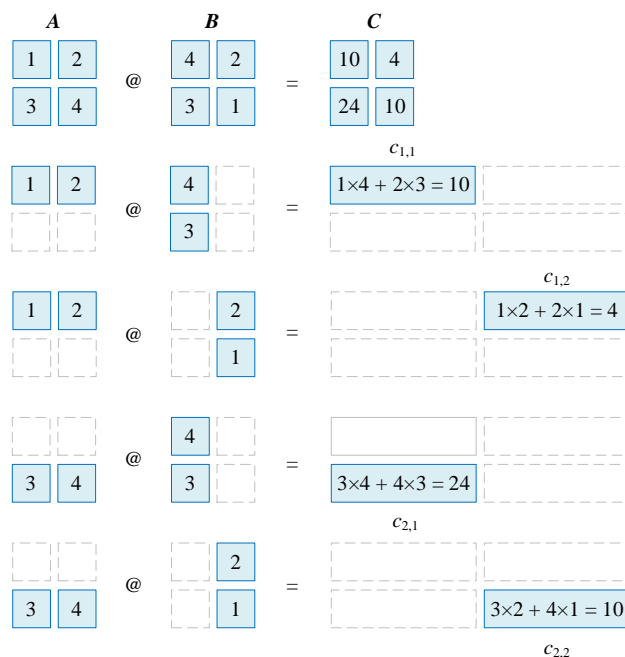 A B C
1 2 4 2 10 4
@ =
3 4 3 1 24 10
c1,1
1 2 4 1×4 + 2×3 = 10
@ =
3
c1,2
1 2 2 1×2 + 2×1 = 4
@ =
1
4
@ =
3 4 3 3×4 + 4×3 = 24
c2,1
2
@ =
3 4 1 3×2 + 4×1 = 10
c2,2